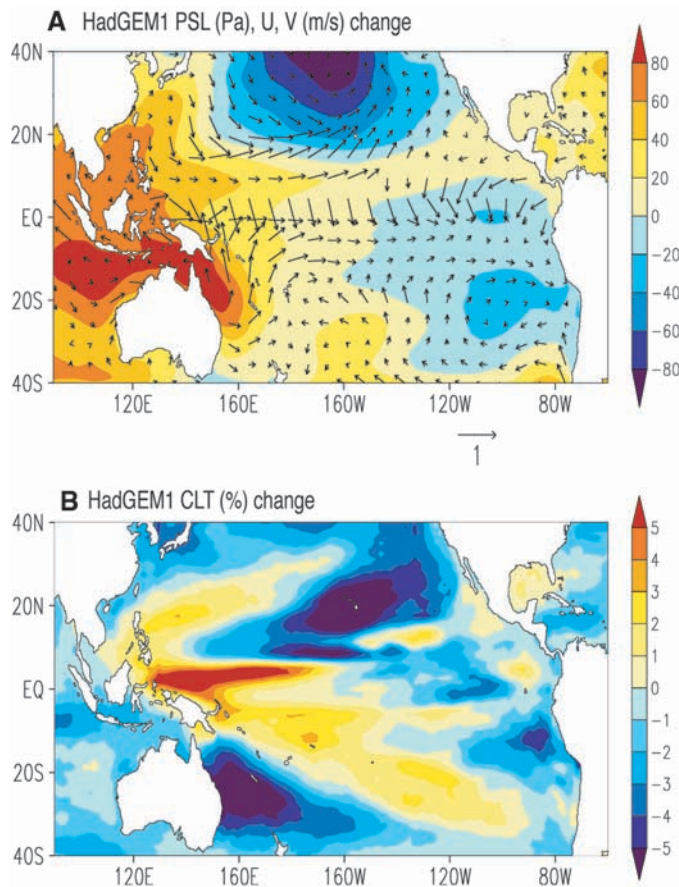 A HadGEM1 PSL (Pa), U, V (m/s) change
40N
20N
EQ
20S
40S
120E 160E 160W 120W 80W
80
60
40
20
0
−20
−40
−60
−80
1
B HadGEM1 CLT (%) change
40N
20N
EQ
20S
40S
120E 160E 160W 120W 80W
5
4
3
2
1
0
−1
−2
−3
−4
−5